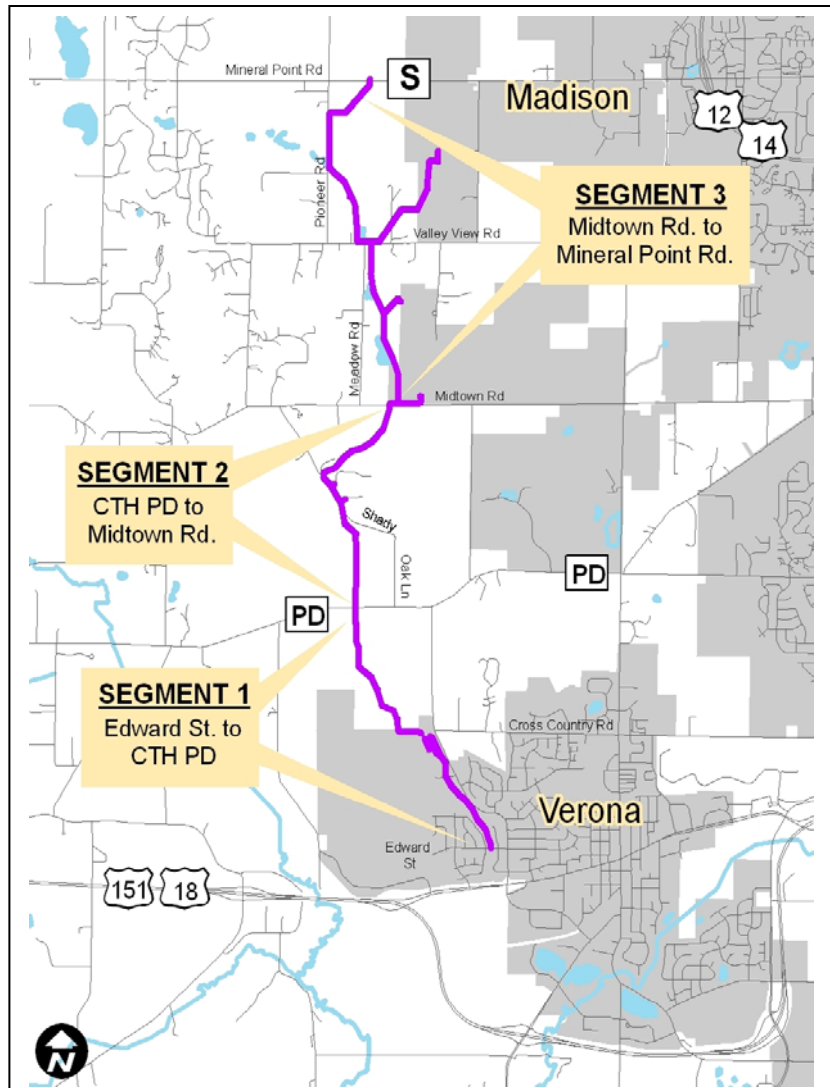 Mineral Point Rd
S
Madison
12
14
Pioneer Rd
SEGMENT 3
Midtown Rd. to
Mineral Point Rd.
Valley View Rd
Meadow Rd
Midtown Rd
SEGMENT 2
CTH PD to
Midtown Rd.
Shady
Oak Ln
PD
PD
SEGMENT 1
Edward St. to
CTH PD
Cross Country Rd
Verona
Edward
St
151
18
N